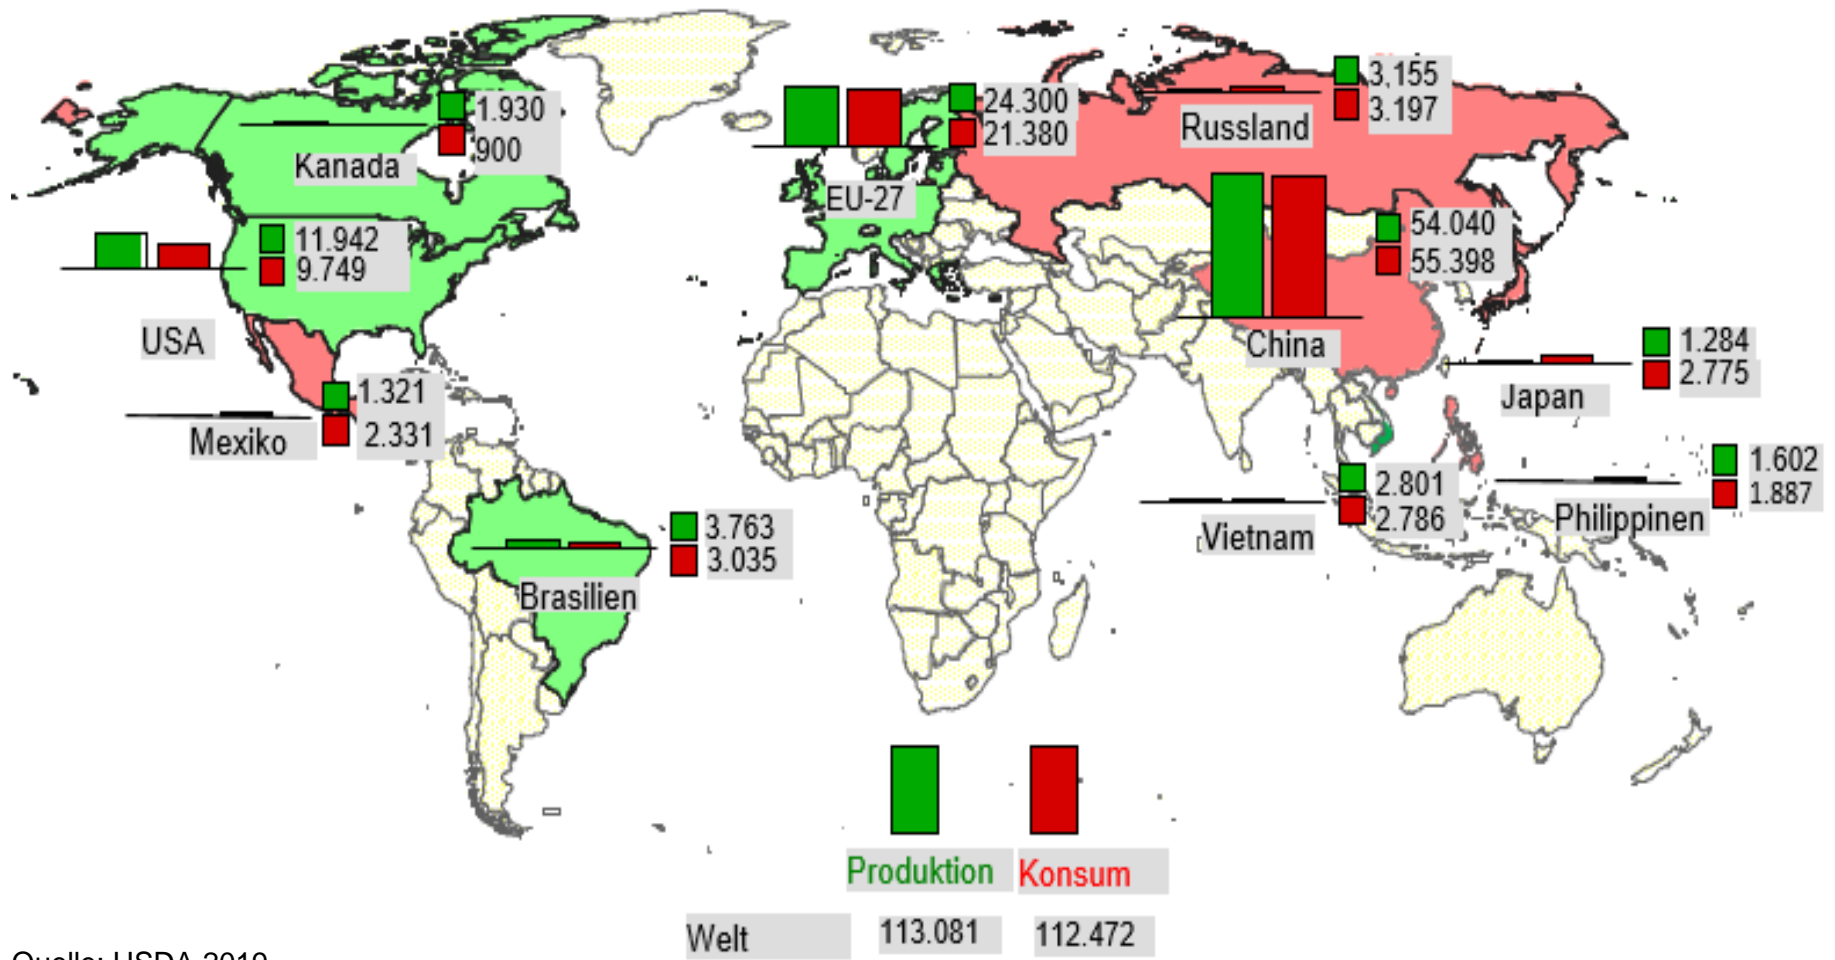 1.930
900
Kanada
24.300
21.380
EU-27
3,155
3.197
Russland
11.942
9.749
USA
54.040
55.398
China
1.284
2.775
Japan
1.321
2.331
Mexiko
1.602
1.887
Philippinen
2.801
2.786
Vietnam
3.763
3.035
Brasilien
Produktion Konsum
Welt 113.081 112.472
Quelle: USDA 2019